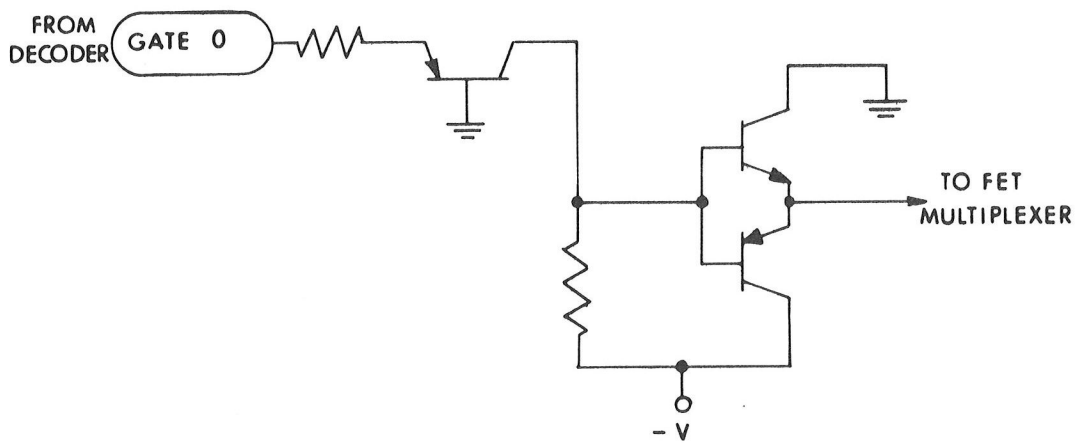 FROM
DECODER
GATE 0
TO FET
MULTIPLEXER
- V